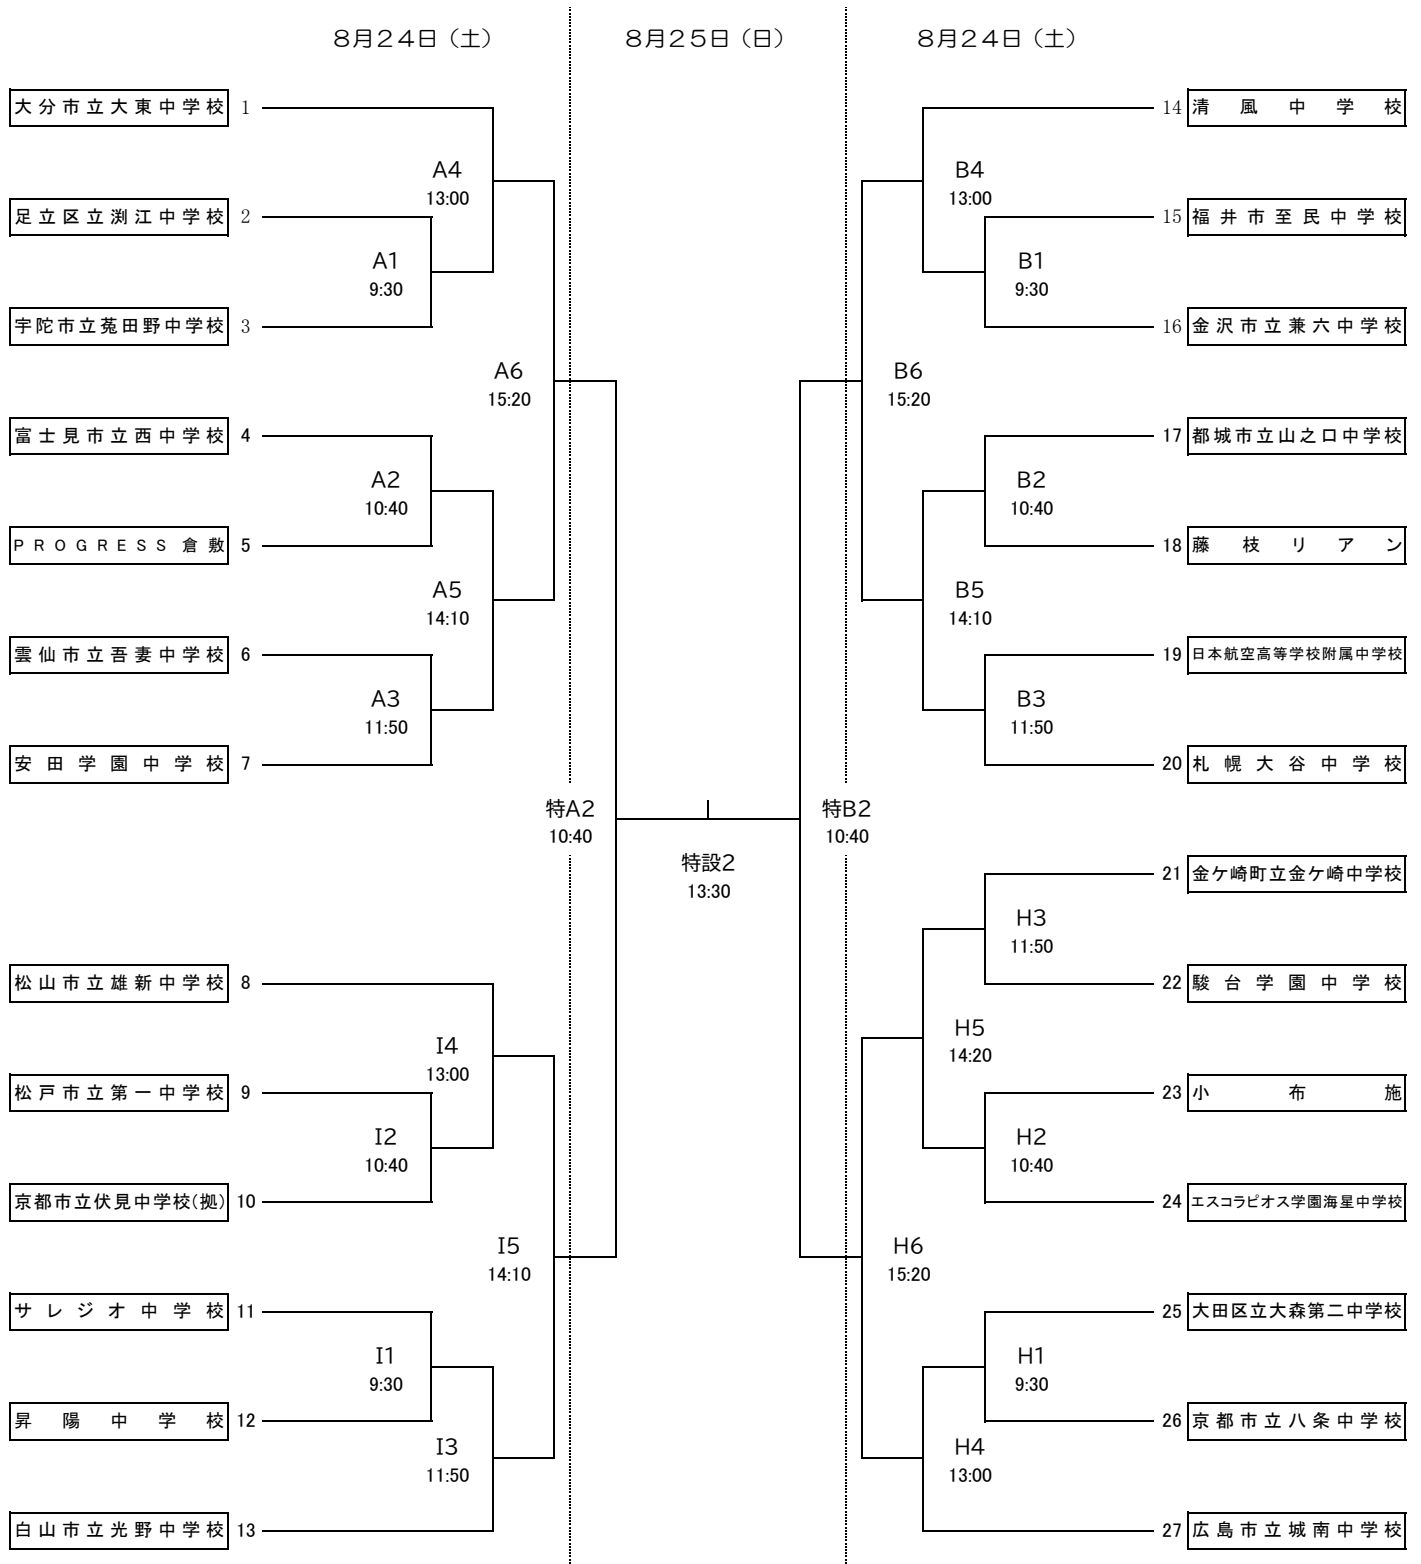 8月24日（土）
8月25日（日）
8月24日（土）
大分市立大東中学校 1
A4
13:00
足立区立渕江中学校 2
A1
9:30
宇陀市立菟田野中学校 3
A6
15:20
富士見市立西中学校 4
A2
10:40
PROGRESS倉敷 5
A5
14:10
雲仙市立吾妻中学校 6
A3
11:50
安田学園中学校 7
特A2
10:40
特設2
13:30
松山市立雄新中学校 8
I4
13:00
松戸市立第一中学校 9
I2
10:40
京都市立伏見中学校(拠) 10
I5
14:10
サレジオ中学校 11
I1
9:30
昇陽中学校 12
I3
11:50
白山市立光野中学校 13
14 清風中学校
B4
13:00
15 福井市至民中学校
B1
9:30
16 金沢市立兼六中学校
B6
15:20
17 都城市立山之口中学校
B2
10:40
18 藤枝リアン
B5
14:10
19 日本航空高等学校附属中学校
B3
11:50
20 札幌大谷中学校
特B2
10:40
21 金ケ崎町立金ケ崎中学校
H3
11:50
22 駿台学園中学校
H5
14:20
23 小布施
H2
10:40
24 エスコラピオス学園海星中学校
H6
15:20
25 大田区立大森第二中学校
H1
9:30
26 京都市立八条中学校
H4
13:00
27 広島市立城南中学校